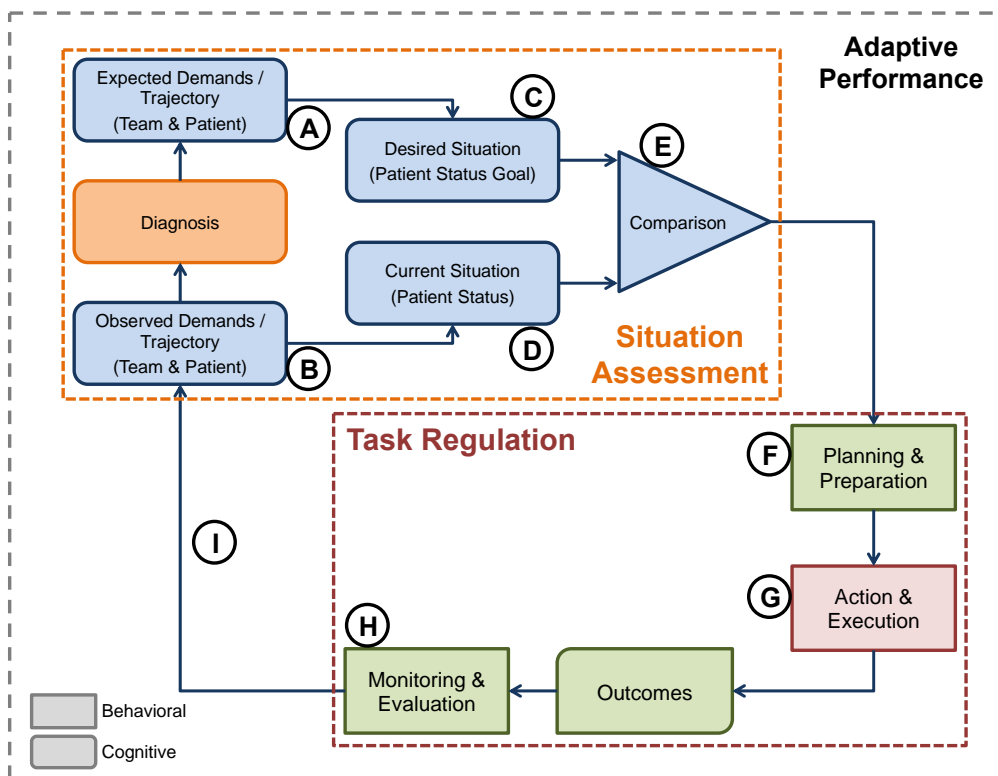 Adaptive
Performance
Expected Demands /
Trajectory
(Team & Patient)
A
C
Desired Situation
(Patient Status Goal)
E
Comparison
Diagnosis
Current Situation
(Patient Status)
D
Observed Demands /
Trajectory
(Team & Patient)
B
Situation
Assessment
Task Regulation
F
Planning &
Preparation
G
Action &
Execution
I
H
Monitoring &
Evaluation
Outcomes
Behavioral
Cognitive